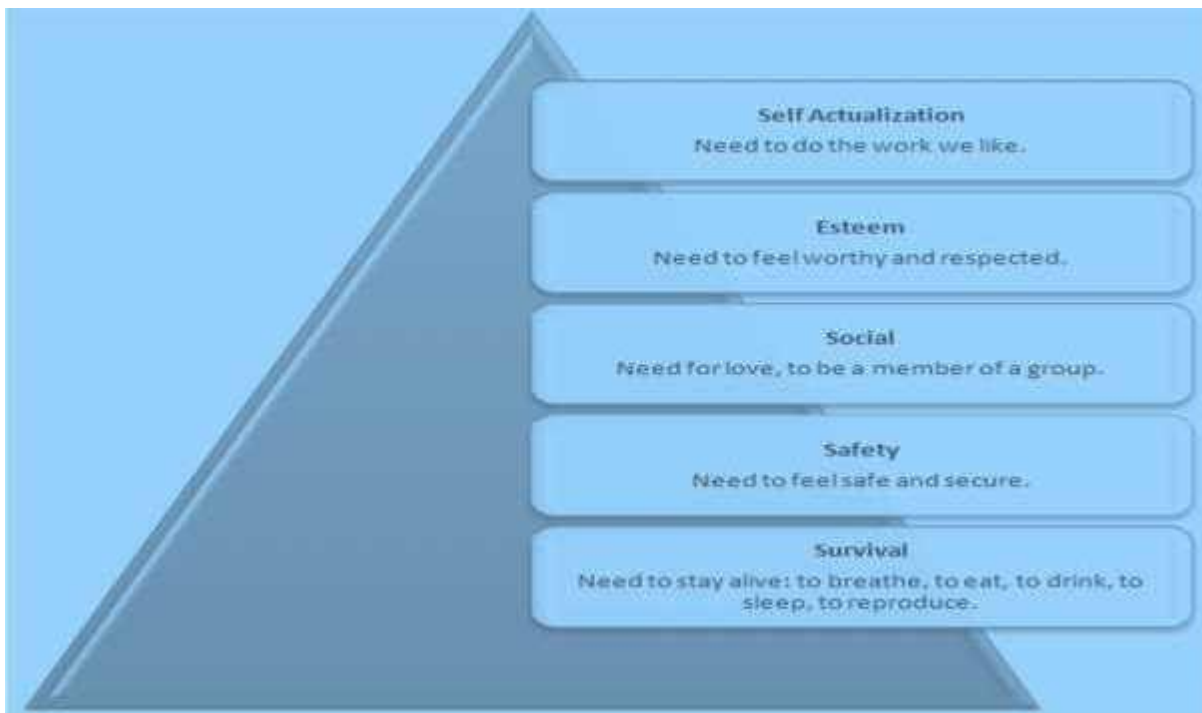 Self Actualization
Need to do the work we like.
Esteem
Need to feel worthy and respected.
Social
Need for love, to be a member of a group.
Safety
Need to feel safe and secure.
Survival
Need to stay alive: to breathe, to eat, to drink, to
sleep, to reproduce.